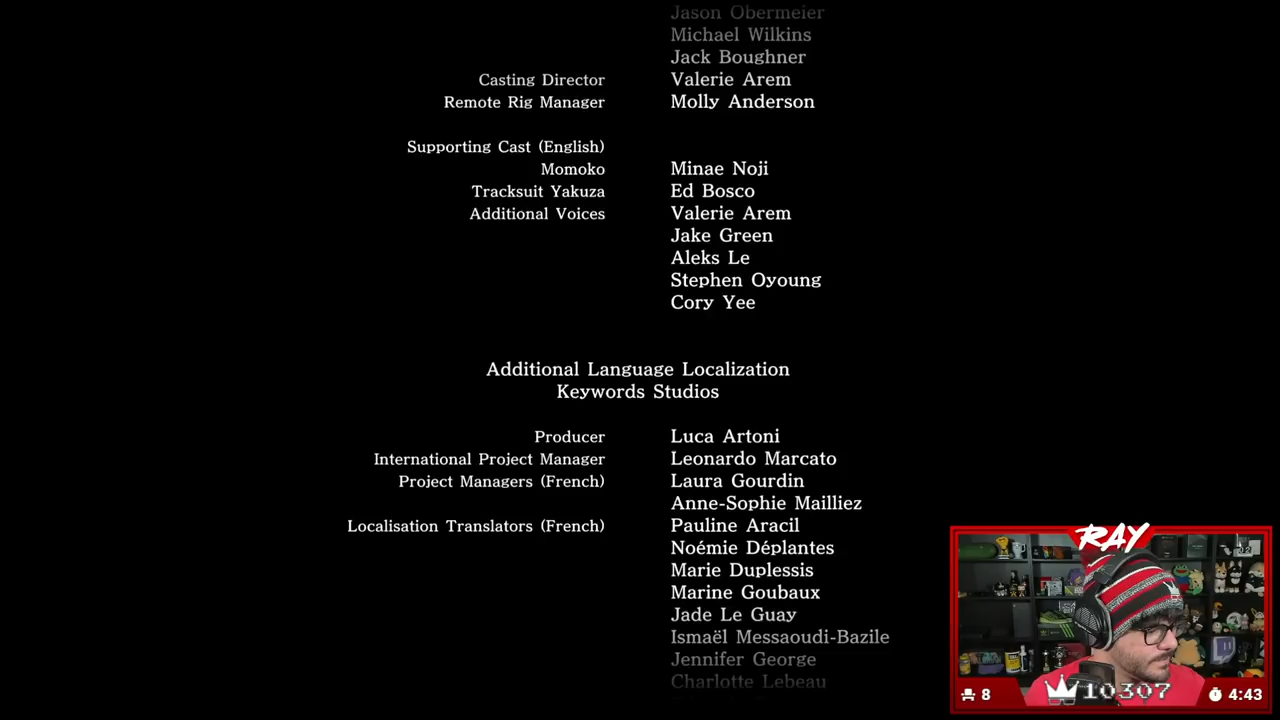 Jason Obermeier
Michael Wilkins
Jack Boughner
Casting Director Valerie Arem
Remote Rig Manager Molly Anderson
Supporting Cast (English)
Momoko Minae Noji
Tracksuit Yakuza Ed Bosco
Additional Voices Valerie Arem
Jake Green
Aleks Le
Stephen Oyoung
Cory Yee
Additional Language Localization
Keywords Studios
Producer Luca Artoni
International Project Manager Leonardo Marcato
Project Managers (French) Laura Gourdin
Anne-Sophie Mailliez
Localisation Translators (French) Pauline Aracil
Noémie Déplantes
Marie Duplessis
Marine Goubaux
Jade Le Guay
Ismaël Messaoudi-Bazile
Jennifer George
Charlotte Lebeau
RAY
8 10307 4:43